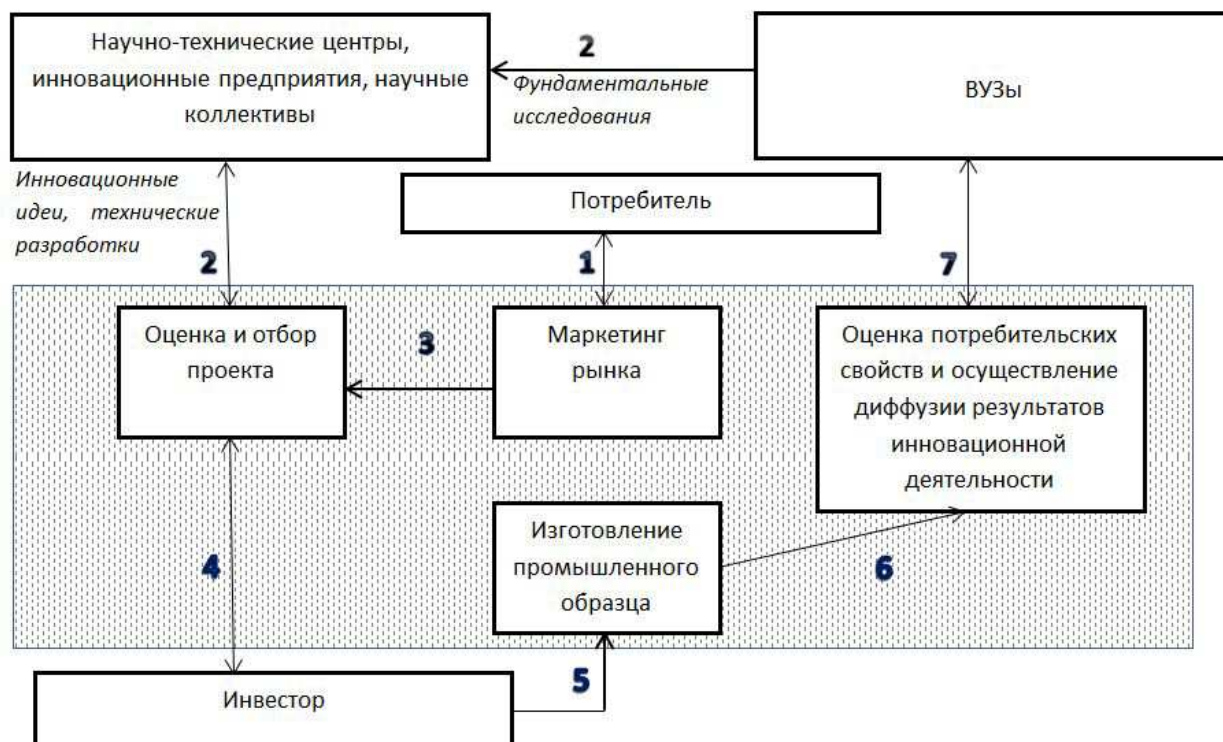 Научно-технические центры,
инновационные предприятия, научные
коллективы
2
Фундаментальные
исследования
ВУЗы
Инновационные
идеи, технические
разработки
2
Потребитель
1
7
Оценка и отбор
проекта
3
Маркетинг
рынка
Оценка потребительских
свойств и осуществление
диффузии результатов
инновационной
деятельности
Изготовление
промышленного
образца
4
6
5
Инвестор